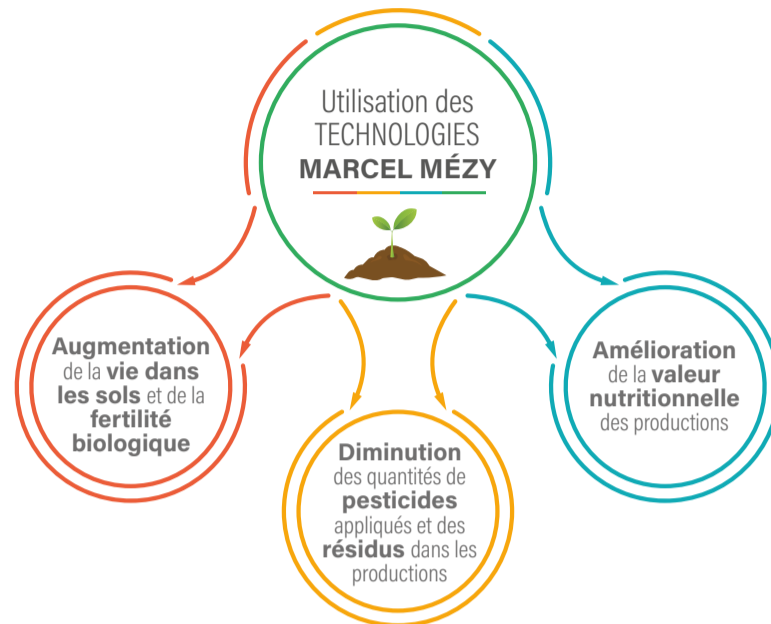 Utilisation des
TECHNOLOGIES
MARCEL MÉZY
Augmentation
de la vie dans
les sols et de la
fertilité
biologique
Diminution
des quantités de
pesticides
appliqués et des
résidus dans les
productions
Amélioration
de la valeur
nutritionnelle
des productions